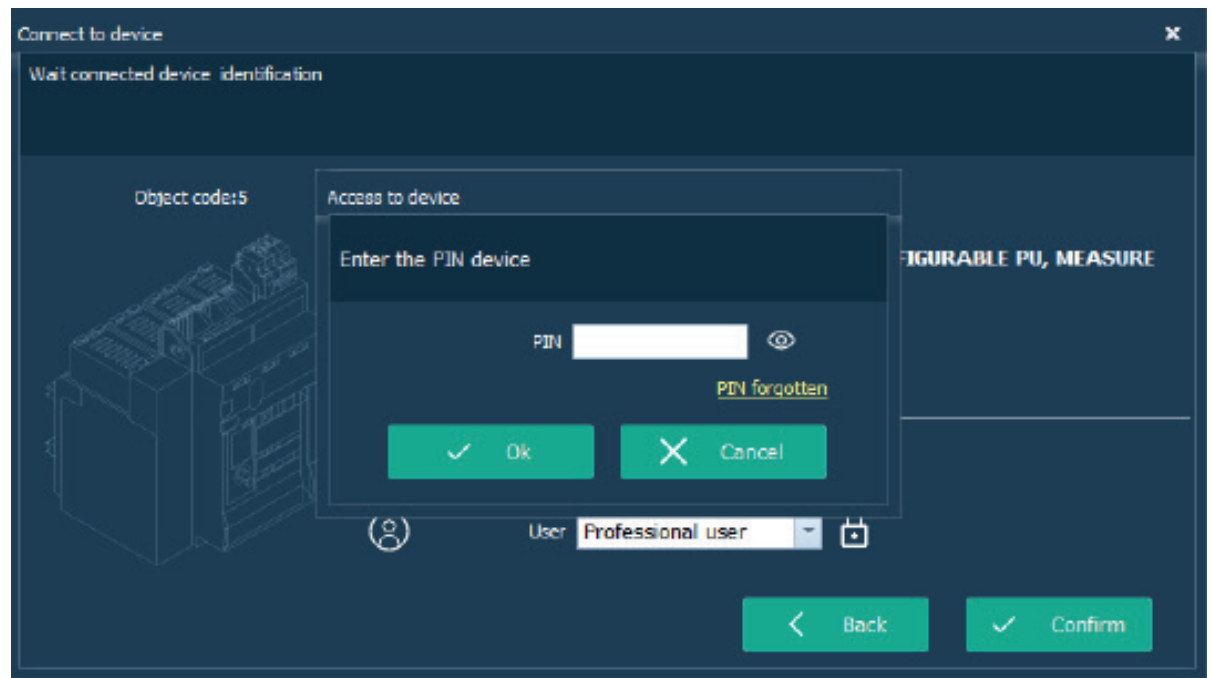 Connect to device
Wait connected device identification
Object code:5
Access to device
Enter the PIN device
FIGURABLE PU, MEASURE
PIN
PIN forgotten
Ok
Cancel
User Professional user
Back
Confirm